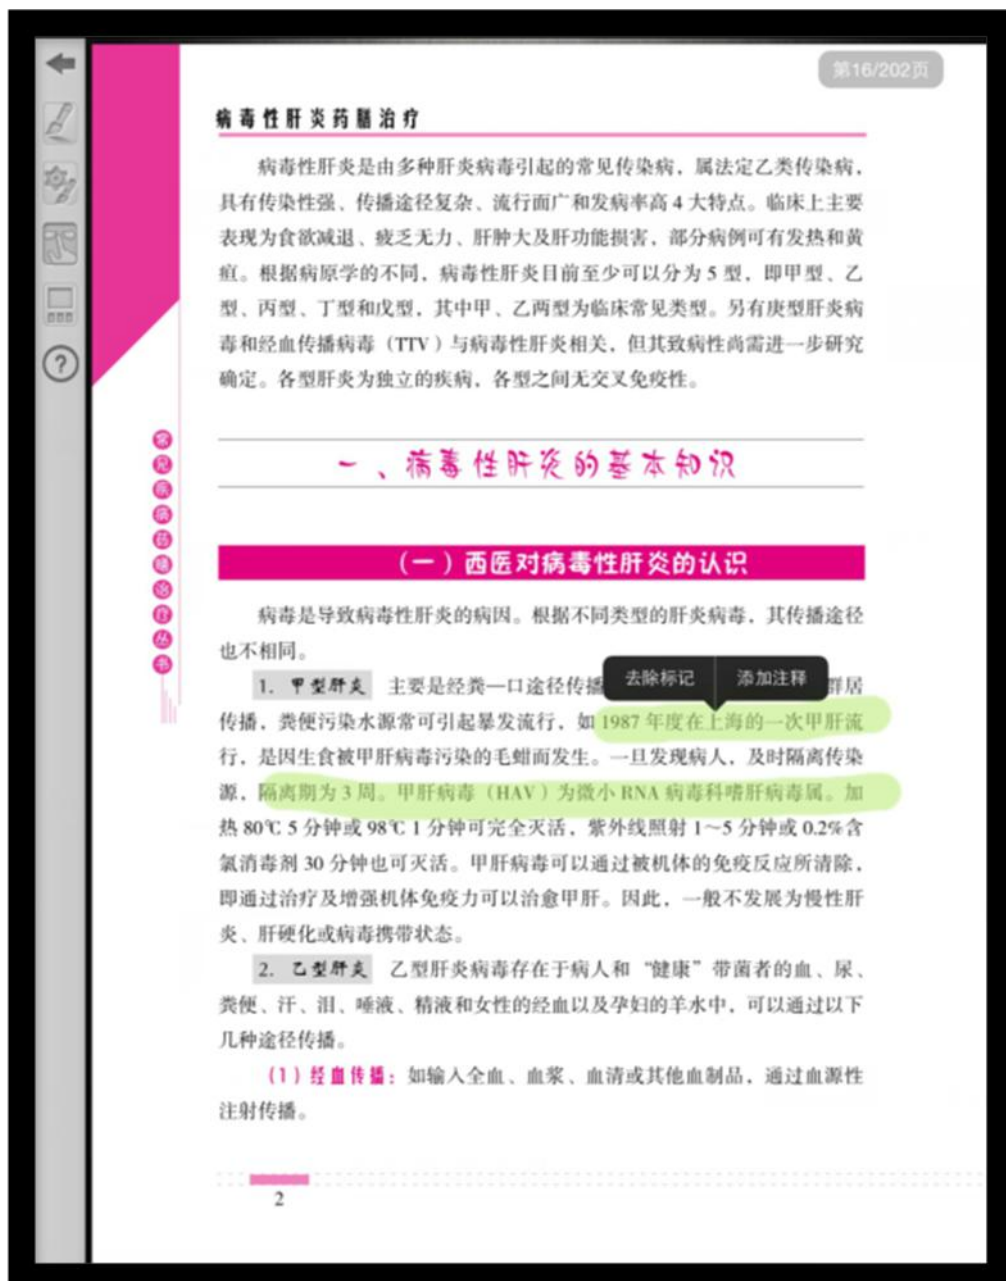 第16/202页
病毒性肝炎药膳治疗
病毒性肝炎是由多种肝炎病毒引起的常见传染病，属法定乙类传染病，
具有传染性强、传播途径复杂、流行面广和发病率高 4 大特点。临床上主要
表现为食欲减退、疲乏无力、肝肿大及肝功能损害，部分病例可有发热和黄
疸。根据病原学的不同，病毒性肝炎目前至少可以分为 5 型，即甲型、乙
型、丙型、丁型和戊型，其中甲、乙两型为临床常见类型。另有庚型肝炎病
毒和经血传播病毒（TTV）与病毒性肝炎相关，但其致病性尚需进一步研究
确定。各型肝炎为独立的疾病，各型之间无交叉免疫性。
常见疾病药膳治疗丛书
一、病毒性肝炎的基本知识
（一）西医对病毒性肝炎的认识
病毒是导致病毒性肝炎的病因。根据不同类型的肝炎病毒，其传播途径
也不相同。
去除标记 添加注释
1. 甲型肝炎 主要是经粪—口途径传播 群居
传播，粪便污染水源常可引起暴发流行，如 1987 年度在上海的一次甲肝流
行，是因生食被甲肝病毒污染的毛蚶而发生。一旦发现病人，及时隔离传染
源，隔离期为 3 周。甲肝病毒（HAV）为微小 RNA 病毒科嗜肝病毒属。加
热 80℃ 5 分钟或 98℃ 1 分钟可完全灭活，紫外线照射 1～5 分钟或 0.2%含
氯消毒剂 30 分钟也可灭活。甲肝病毒可以通过被机体的免疫反应所清除，
即通过治疗及增强机体免疫力可以治愈甲肝。因此，一般不发展为慢性肝
炎、肝硬化或病毒携带状态。
2. 乙型肝炎 乙型肝炎病毒存在于病人和“健康”带菌者的血、尿、
粪便、汗、泪、唾液、精液和女性的经血以及孕妇的羊水中，可以通过以下
几种途径传播。
（1）经血传播：如输入全血、血浆、血清或其他血制品，通过血源性
注射传播。
2